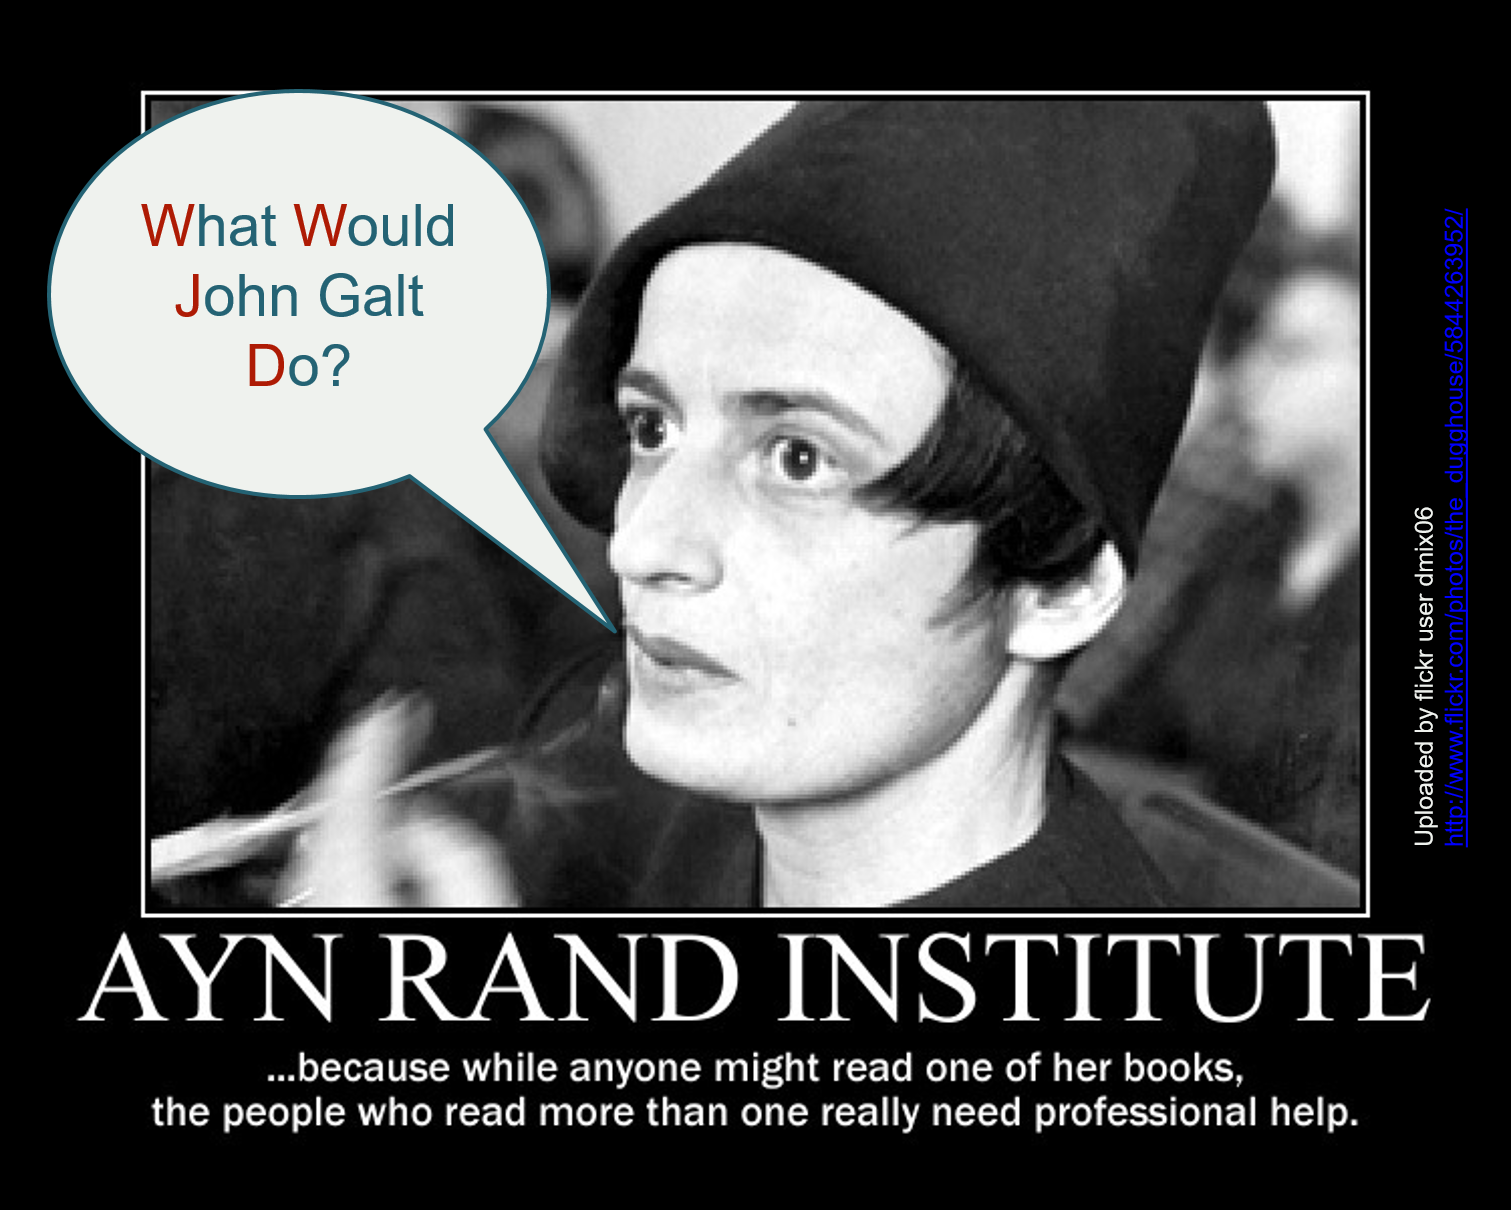 What Would
John Galt
Do?
AYN RAND INSTITUTE
...because while anyone might read one of her books,
the people who read more than one really need professional help.
Uploaded by flickr user dmix06
http://www.flickr.com/photos/the_dugghouse/5844263952/